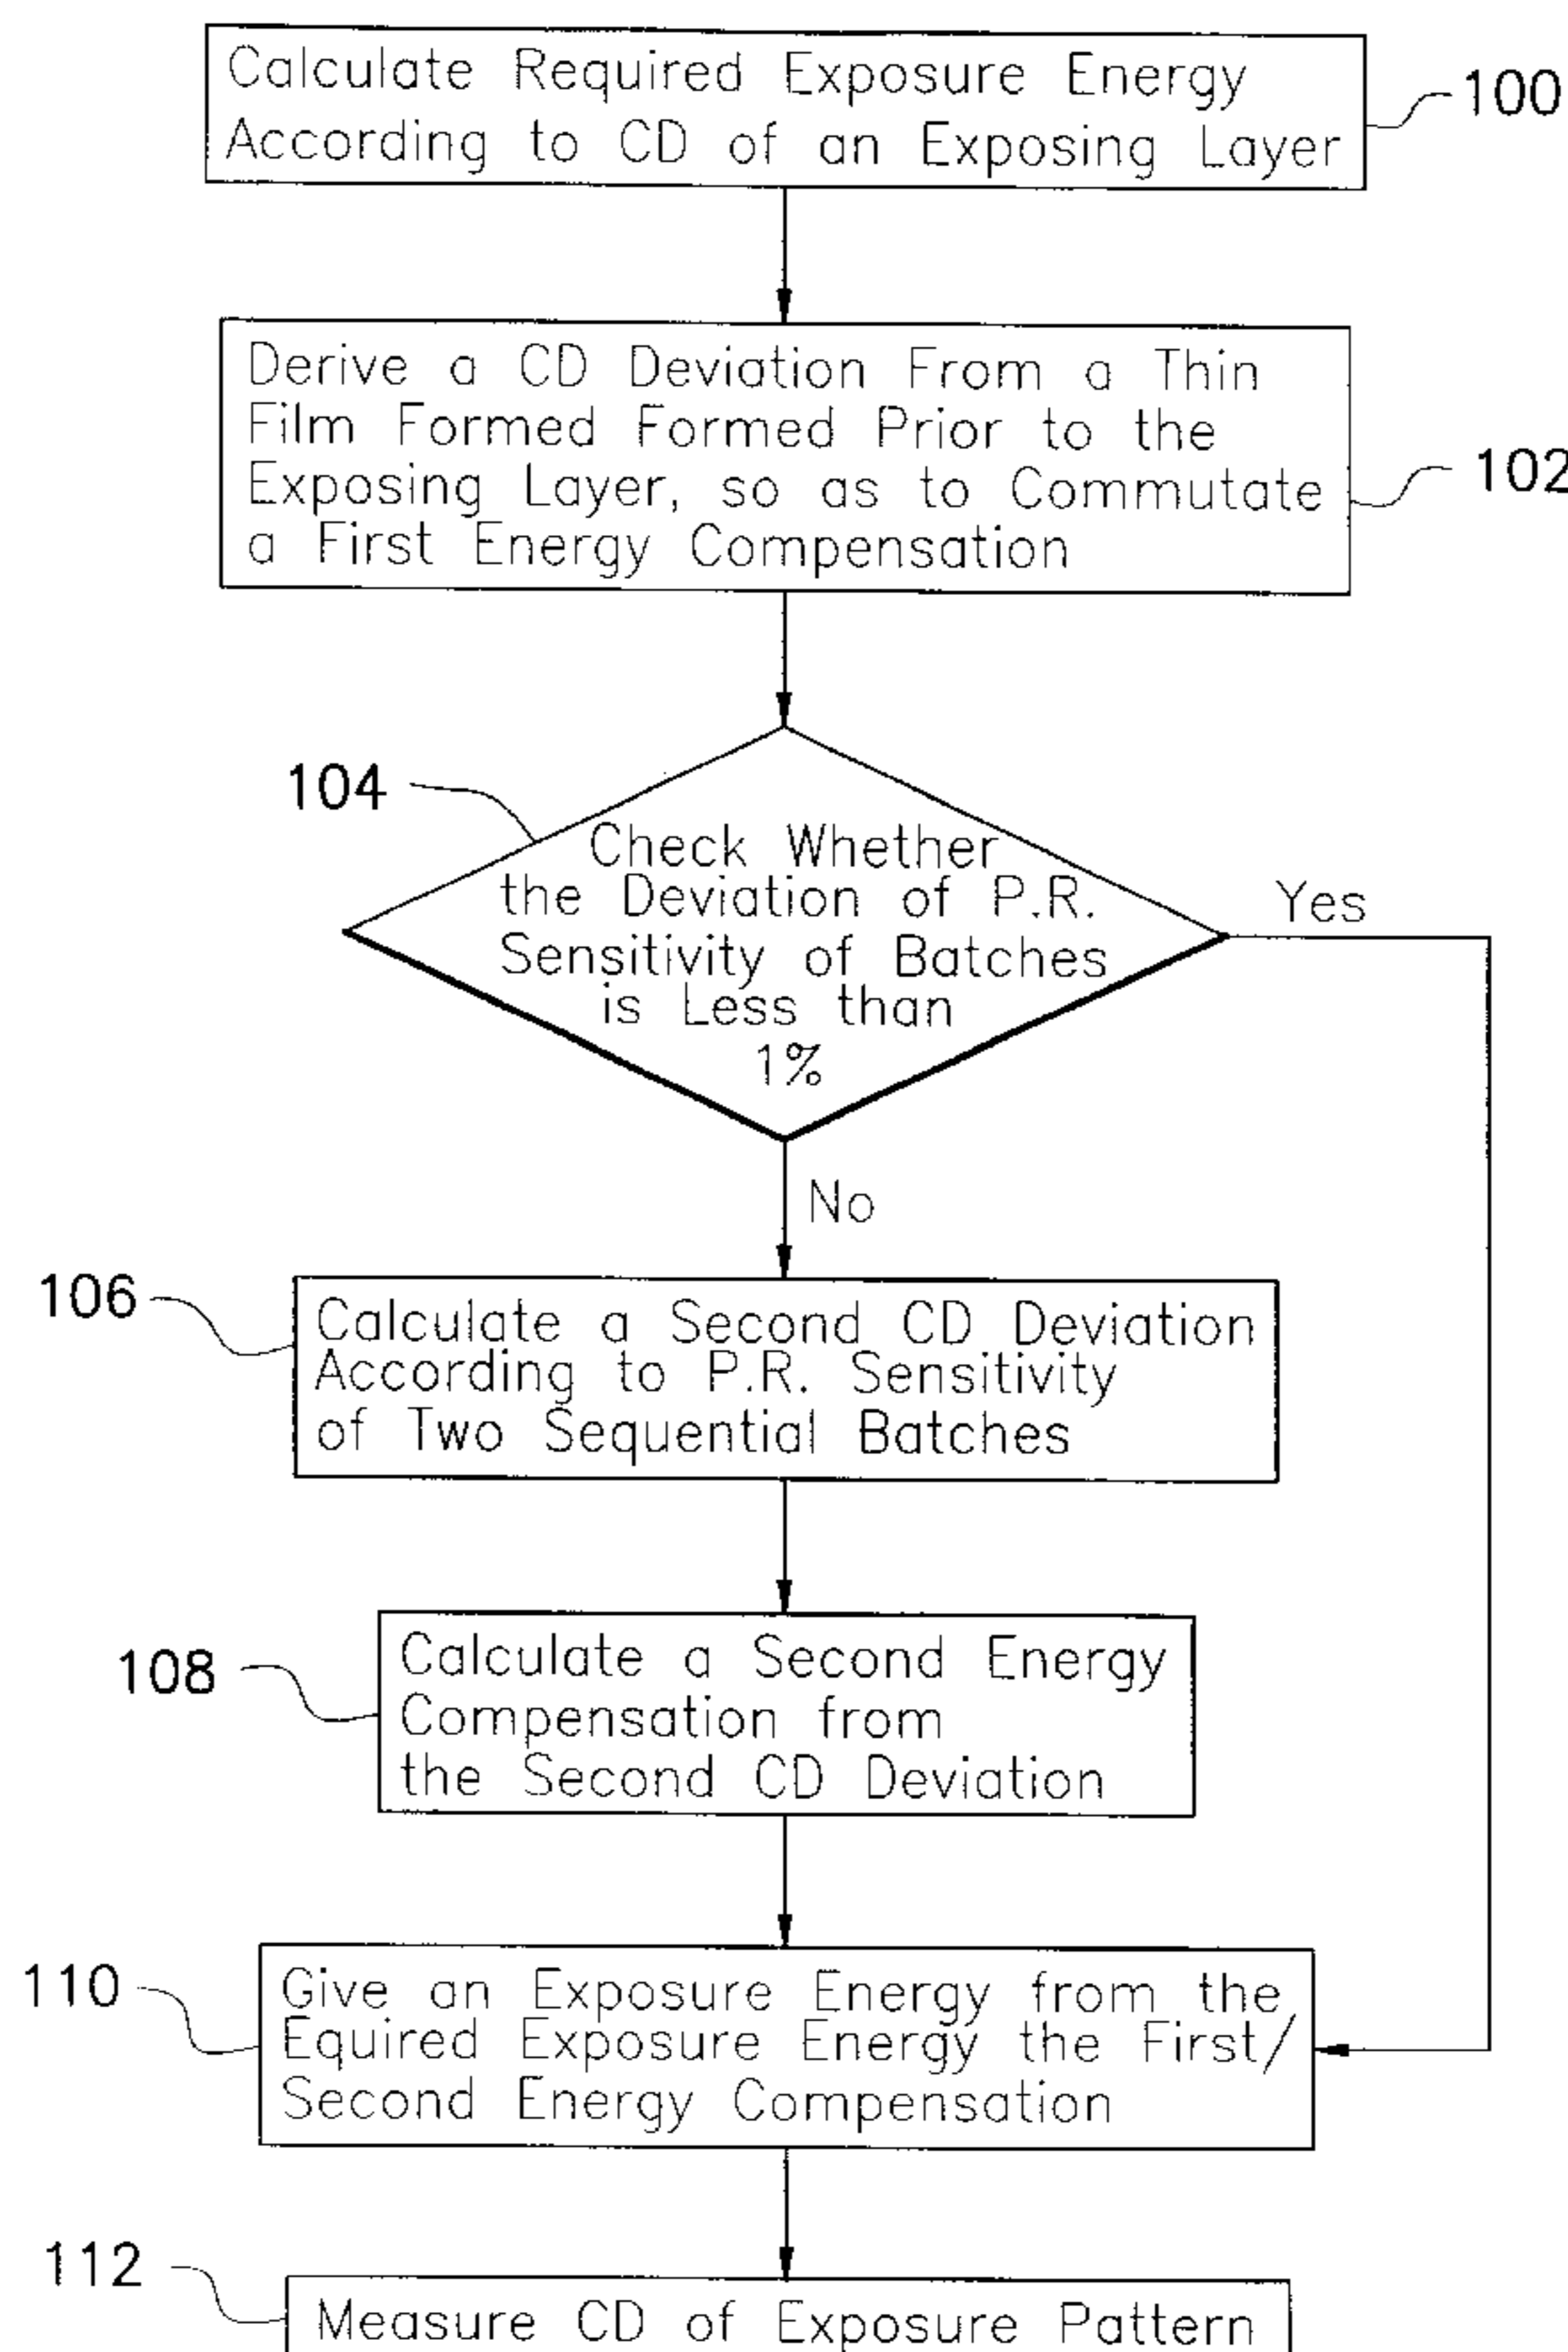 Calculate Required Exposure Energy
According to CD of an Exposing Layer
100
Derive a CD Deviation From a Thin
Film Formed Formed Prior to the
Exposing Layer, so as to Commutate
a First Energy Compensation
102
104
Check Whether
the Deviation of P.R.
Sensitivity of Batches
is Less than
1%
Yes
No
106
Calculate a Second CD Deviation
According to P.R. Sensitivity
of Two Sequential Batches
108
Calculate a Second Energy
Compensation from
the Second CD Deviation
110
Give an Exposure Energy from the
Equired Exposure Energy the First/
Second Energy Compensation
112
Measure CD of Exposure Pattern